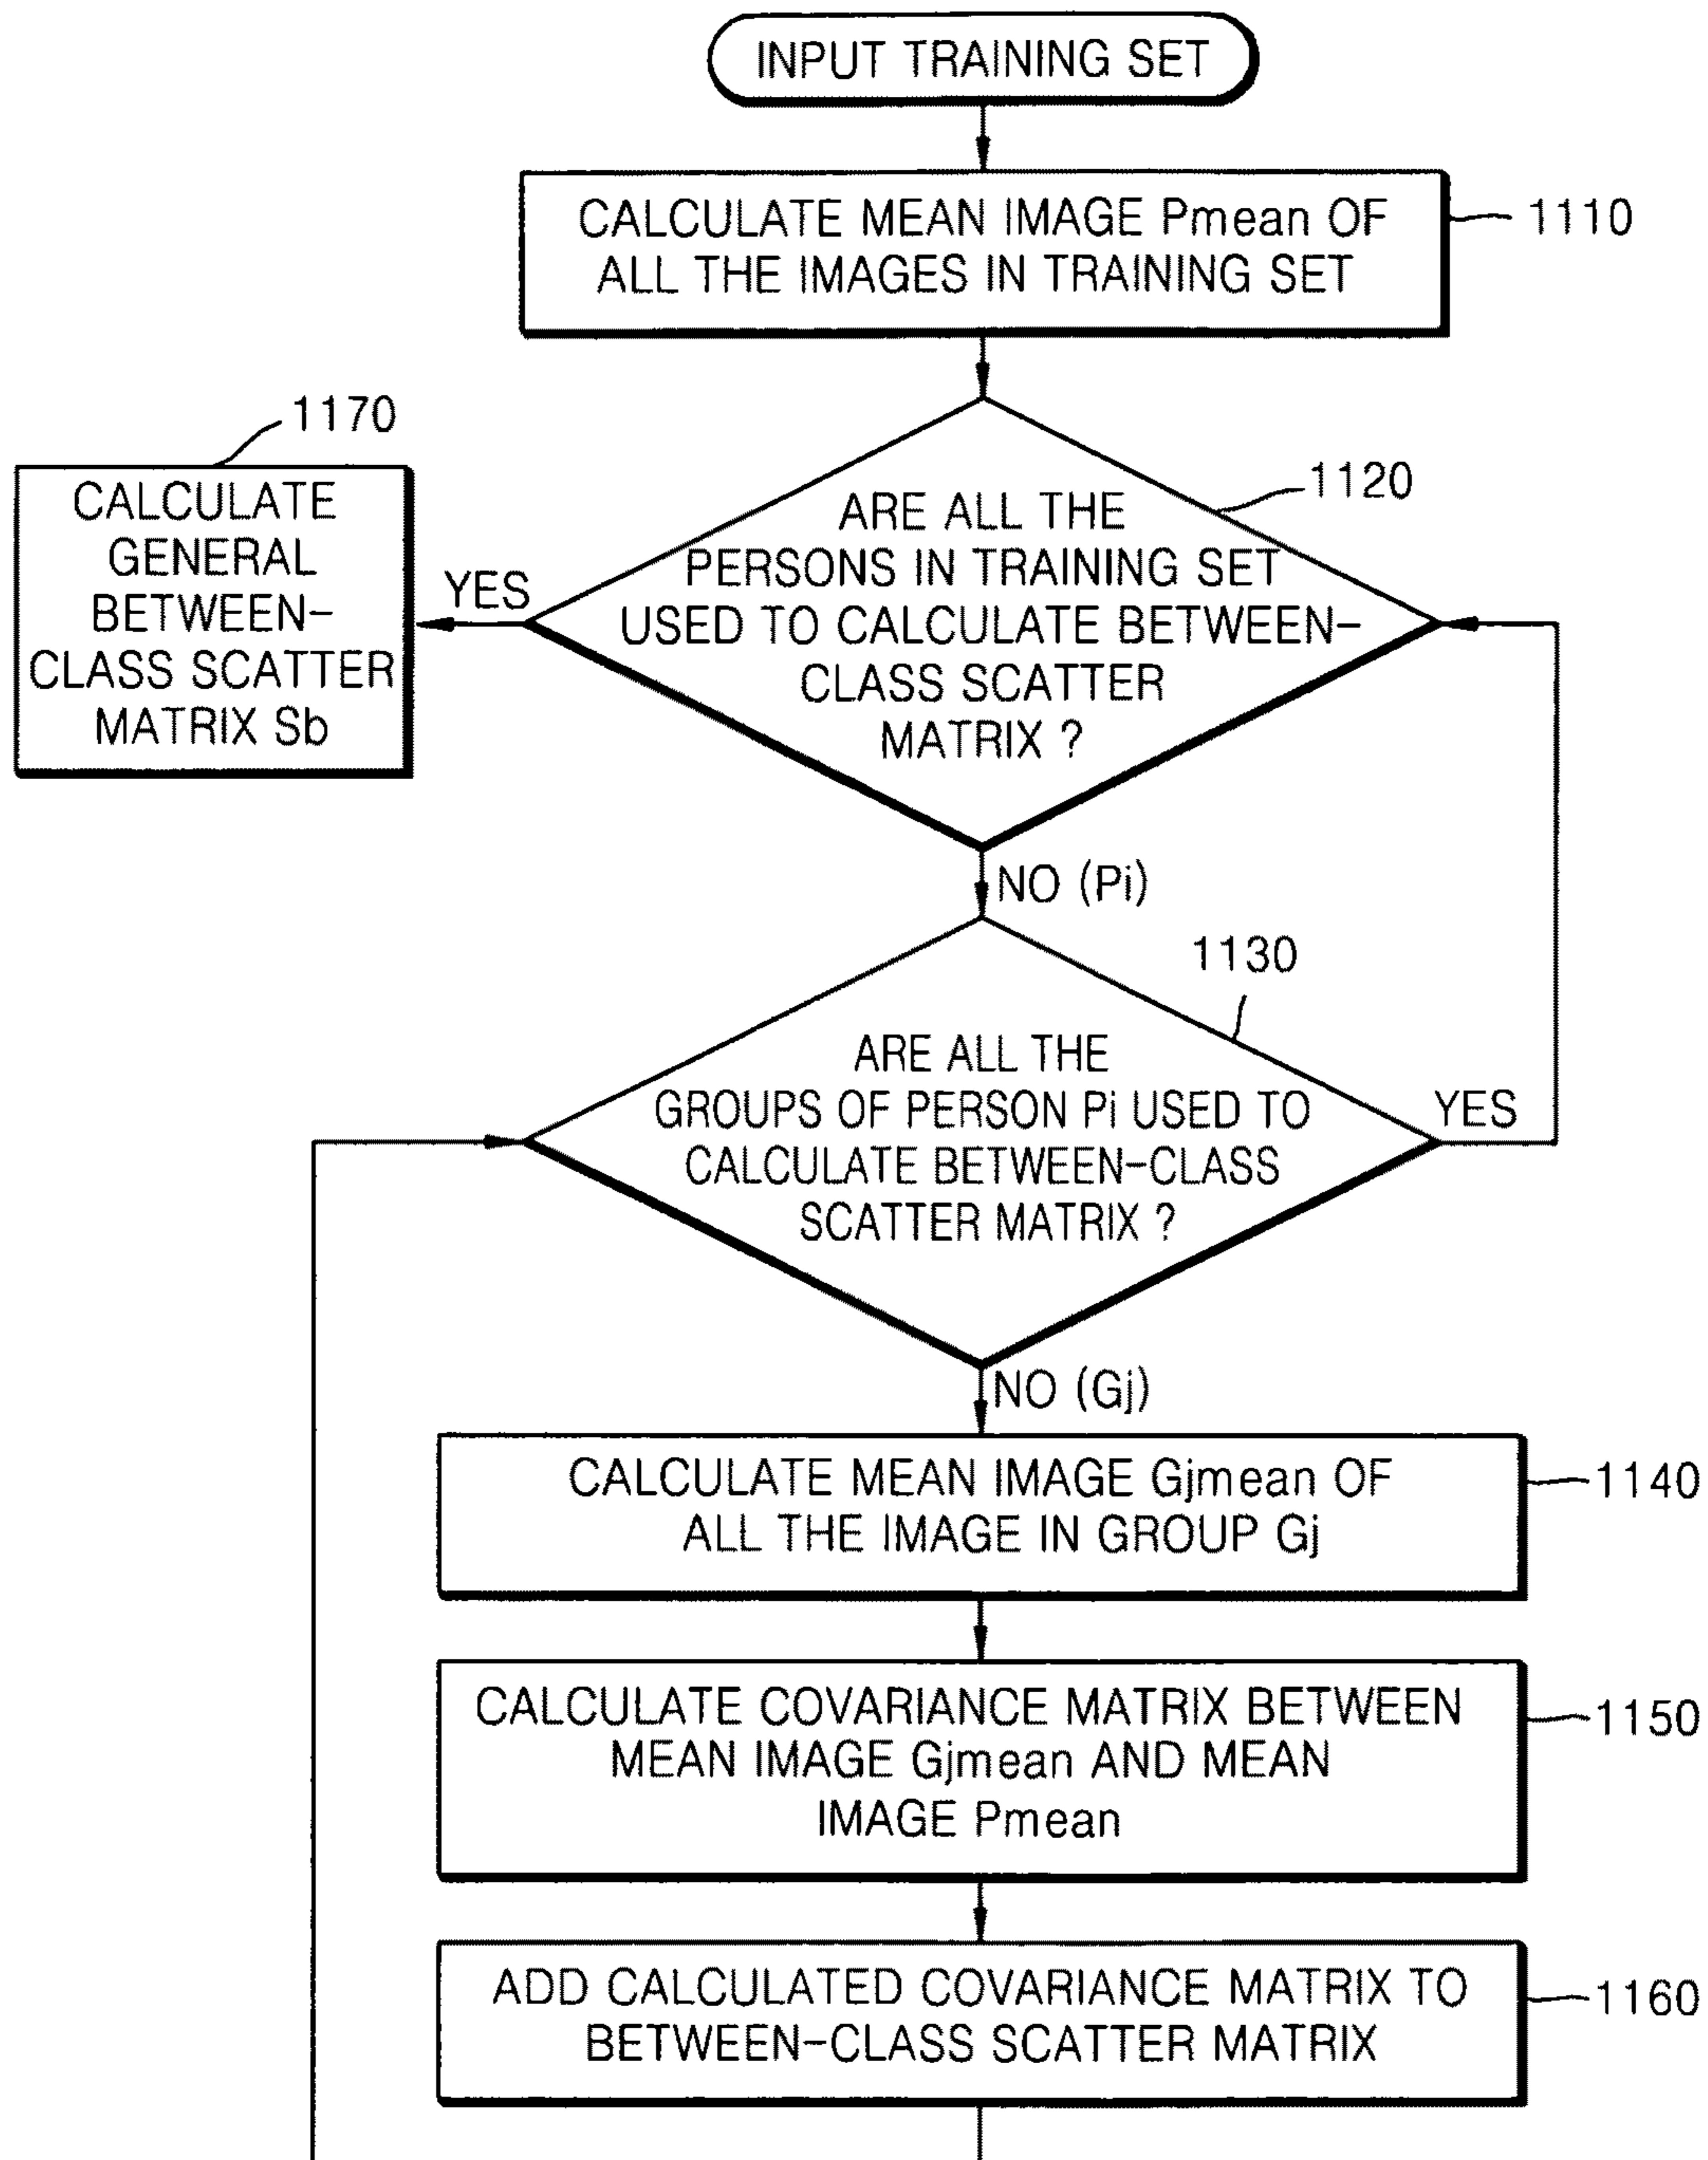 INPUT TRAINING SET
CALCULATE MEAN IMAGE Pmean OF
ALL THE IMAGES IN TRAINING SET
1110
1170
CALCULATE
GENERAL
BETWEEN-
CLASS SCATTER
MATRIX Sb
YES
1120
ARE ALL THE
PERSONS IN TRAINING SET
USED TO CALCULATE BETWEEN-
CLASS SCATTER
MATRIX ?
NO (Pi)
1130
ARE ALL THE
GROUPS OF PERSON Pi USED TO
CALCULATE BETWEEN-CLASS
SCATTER MATRIX ?
YES
NO (Gj)
CALCULATE MEAN IMAGE Gjmean OF
ALL THE IMAGE IN GROUP Gj
1140
CALCULATE COVARIANCE MATRIX BETWEEN
MEAN IMAGE Gjmean AND MEAN
IMAGE Pmean
1150
ADD CALCULATED COVARIANCE MATRIX TO
BETWEEN-CLASS SCATTER MATRIX
1160